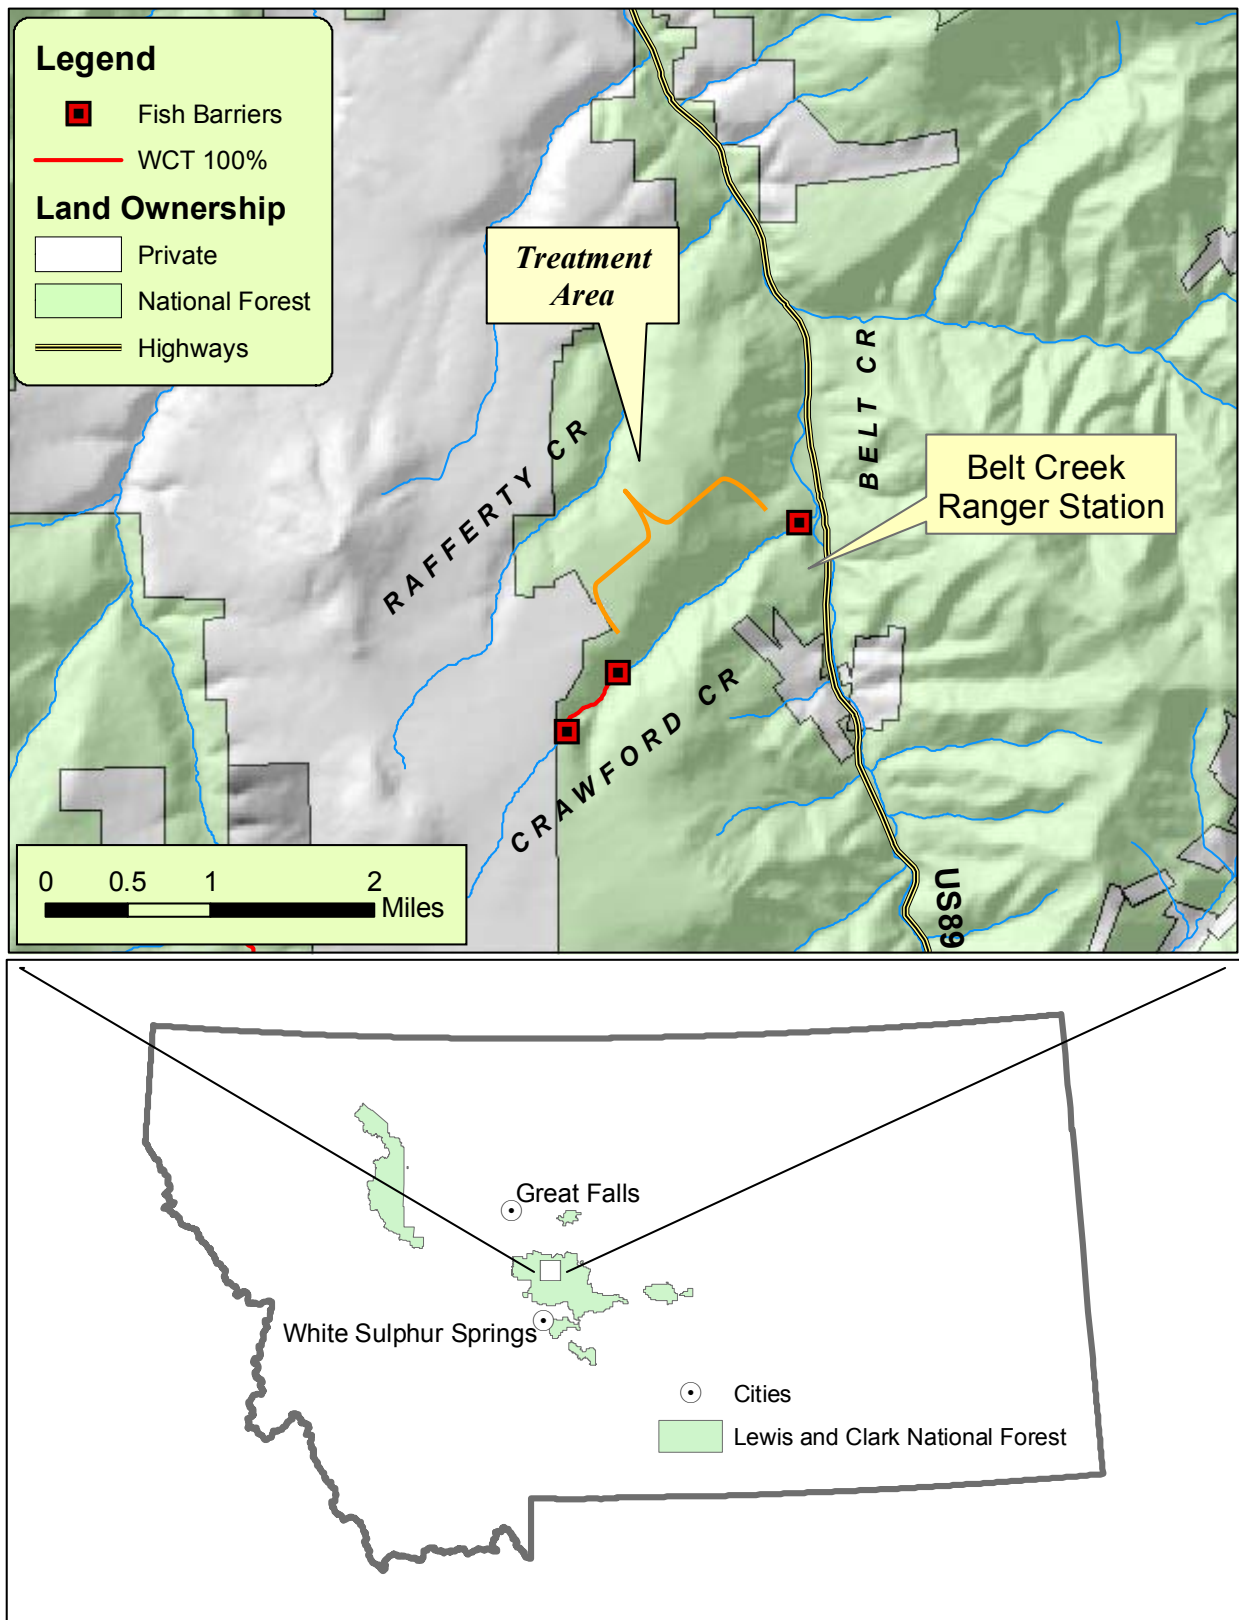 Legend
Fish Barriers
WCT 100%
Land Ownership
Private
National Forest
Highways
Treatment
Area
RAFFERTY CR
BELT CR
Belt Creek
Ranger Station
CRAWFORD CR
US89
0 0.5 1 2
Miles
Great Falls
White Sulphur Springs
Cities
Lewis and Clark National Forest